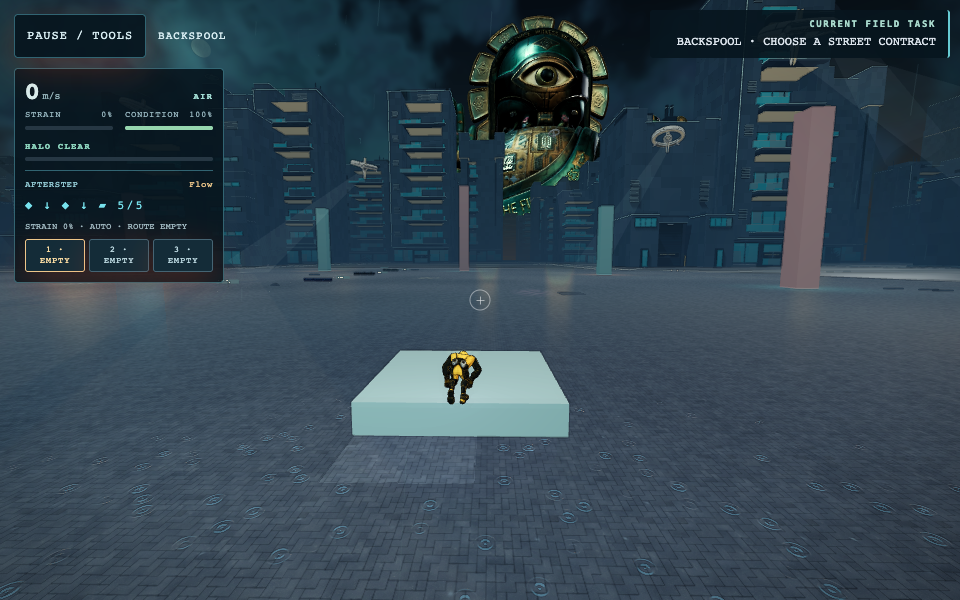 PAUSE / TOOLS
BACKSPOOL
CURRENT FIELD TASK
BACKSPOOL · CHOOSE A STREET CONTRACT
0 m/s
AIR
STRAIN 0%
CONDITION 100%
HALO CLEAR
AFTERSTEP
Flow
5/5
STRAIN 0% · AUTO · ROUTE EMPTY
1 · EMPTY
2 · EMPTY
3 · EMPTY